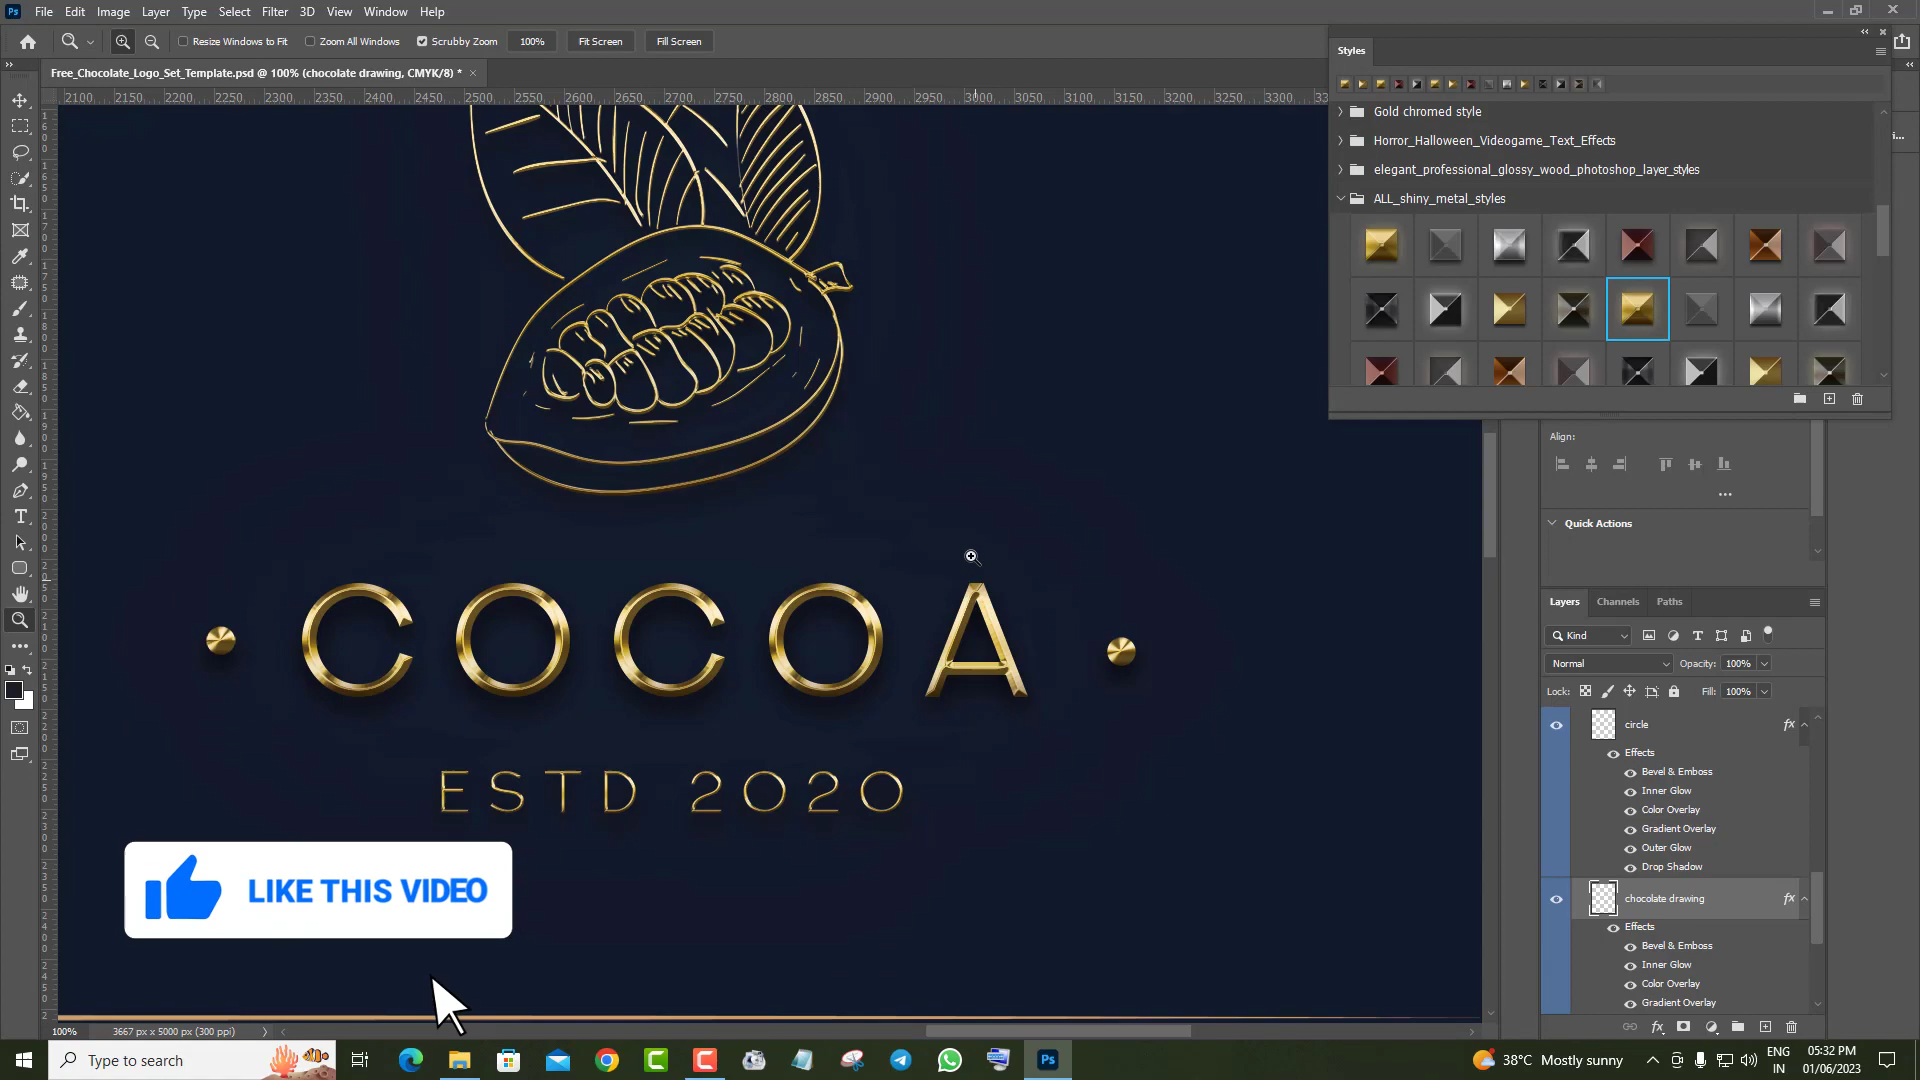 File Edit Image Layer Type Select Filter 3D View Window Help
Resize Windows to Fit Zoom All Windows Scrubby Zoom 100% Fit Screen Fill Screen
Free_Chocolate_Logo_Set_Template.psd @ 100% (chocolate drawing, CMYK/8) *
2100 2150 2200 2250 2300 2350 2400 2450 2500 2550 2600 2650 2700 2750 2800 2850 2900 2950 3000 3050 3100 3150 3200 3250 3300
Styles
Gold chromed style
Horror_Halloween_Videogame_Text_Effects
elegant_professional_glossy_wood_photoshop_layer_styles
ALL_shiny_metal_styles
COCOA
ESTD 2020
LIKE THIS VIDEO
Align:
Quick Actions
Layers Channels Paths
Kind
Normal Opacity: 100%
Lock: Fill: 100%
circle fx
Effects
Bevel & Emboss
Inner Glow
Color Overlay
Gradient Overlay
Outer Glow
Drop Shadow
chocolate drawing fx
Effects
Bevel & Emboss
Inner Glow
Color Overlay
Gradient Overlay
100% 3667 px x 5000 px (300 ppi)
Type to search
38°C Mostly sunny
ENG
IN
05:32 PM
01/06/2023